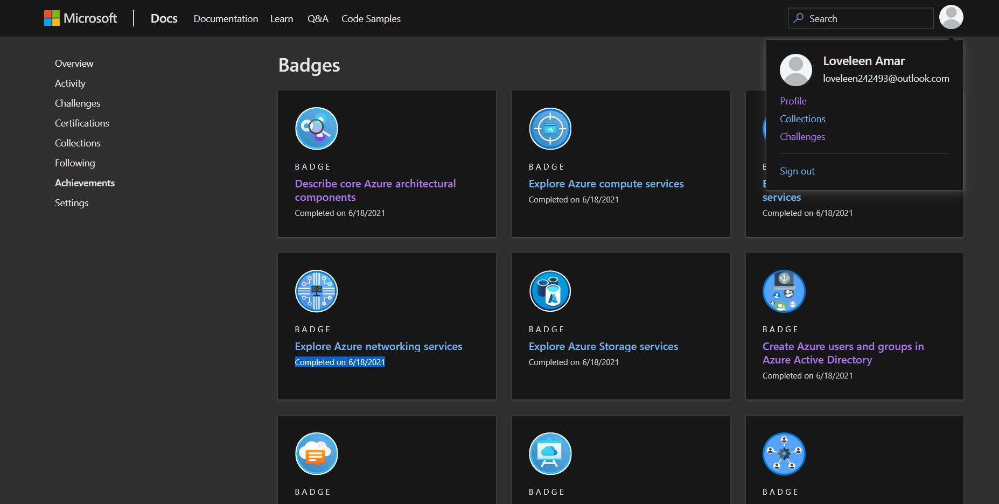 Microsoft
Docs
Documentation
Learn
Q&A
Code Samples
Search
Loveleen Amar
loveleen242493@outlook.com
Profile
Collections
Challenges
Sign out
Overview
Activity
Challenges
Certifications
Collections
Following
Achievements
Settings
Badges
BADGE
Describe core Azure architectural
components
Completed on 6/18/2021
BADGE
Explore Azure compute services
Completed on 6/18/2021
services
Completed on 6/18/2021
BADGE
Explore Azure networking services
Completed on 6/18/2021
BADGE
Explore Azure Storage services
Completed on 6/18/2021
BADGE
Create Azure users and groups in
Azure Active Directory
Completed on 6/18/2021
BADGE
BADGE
BADGE